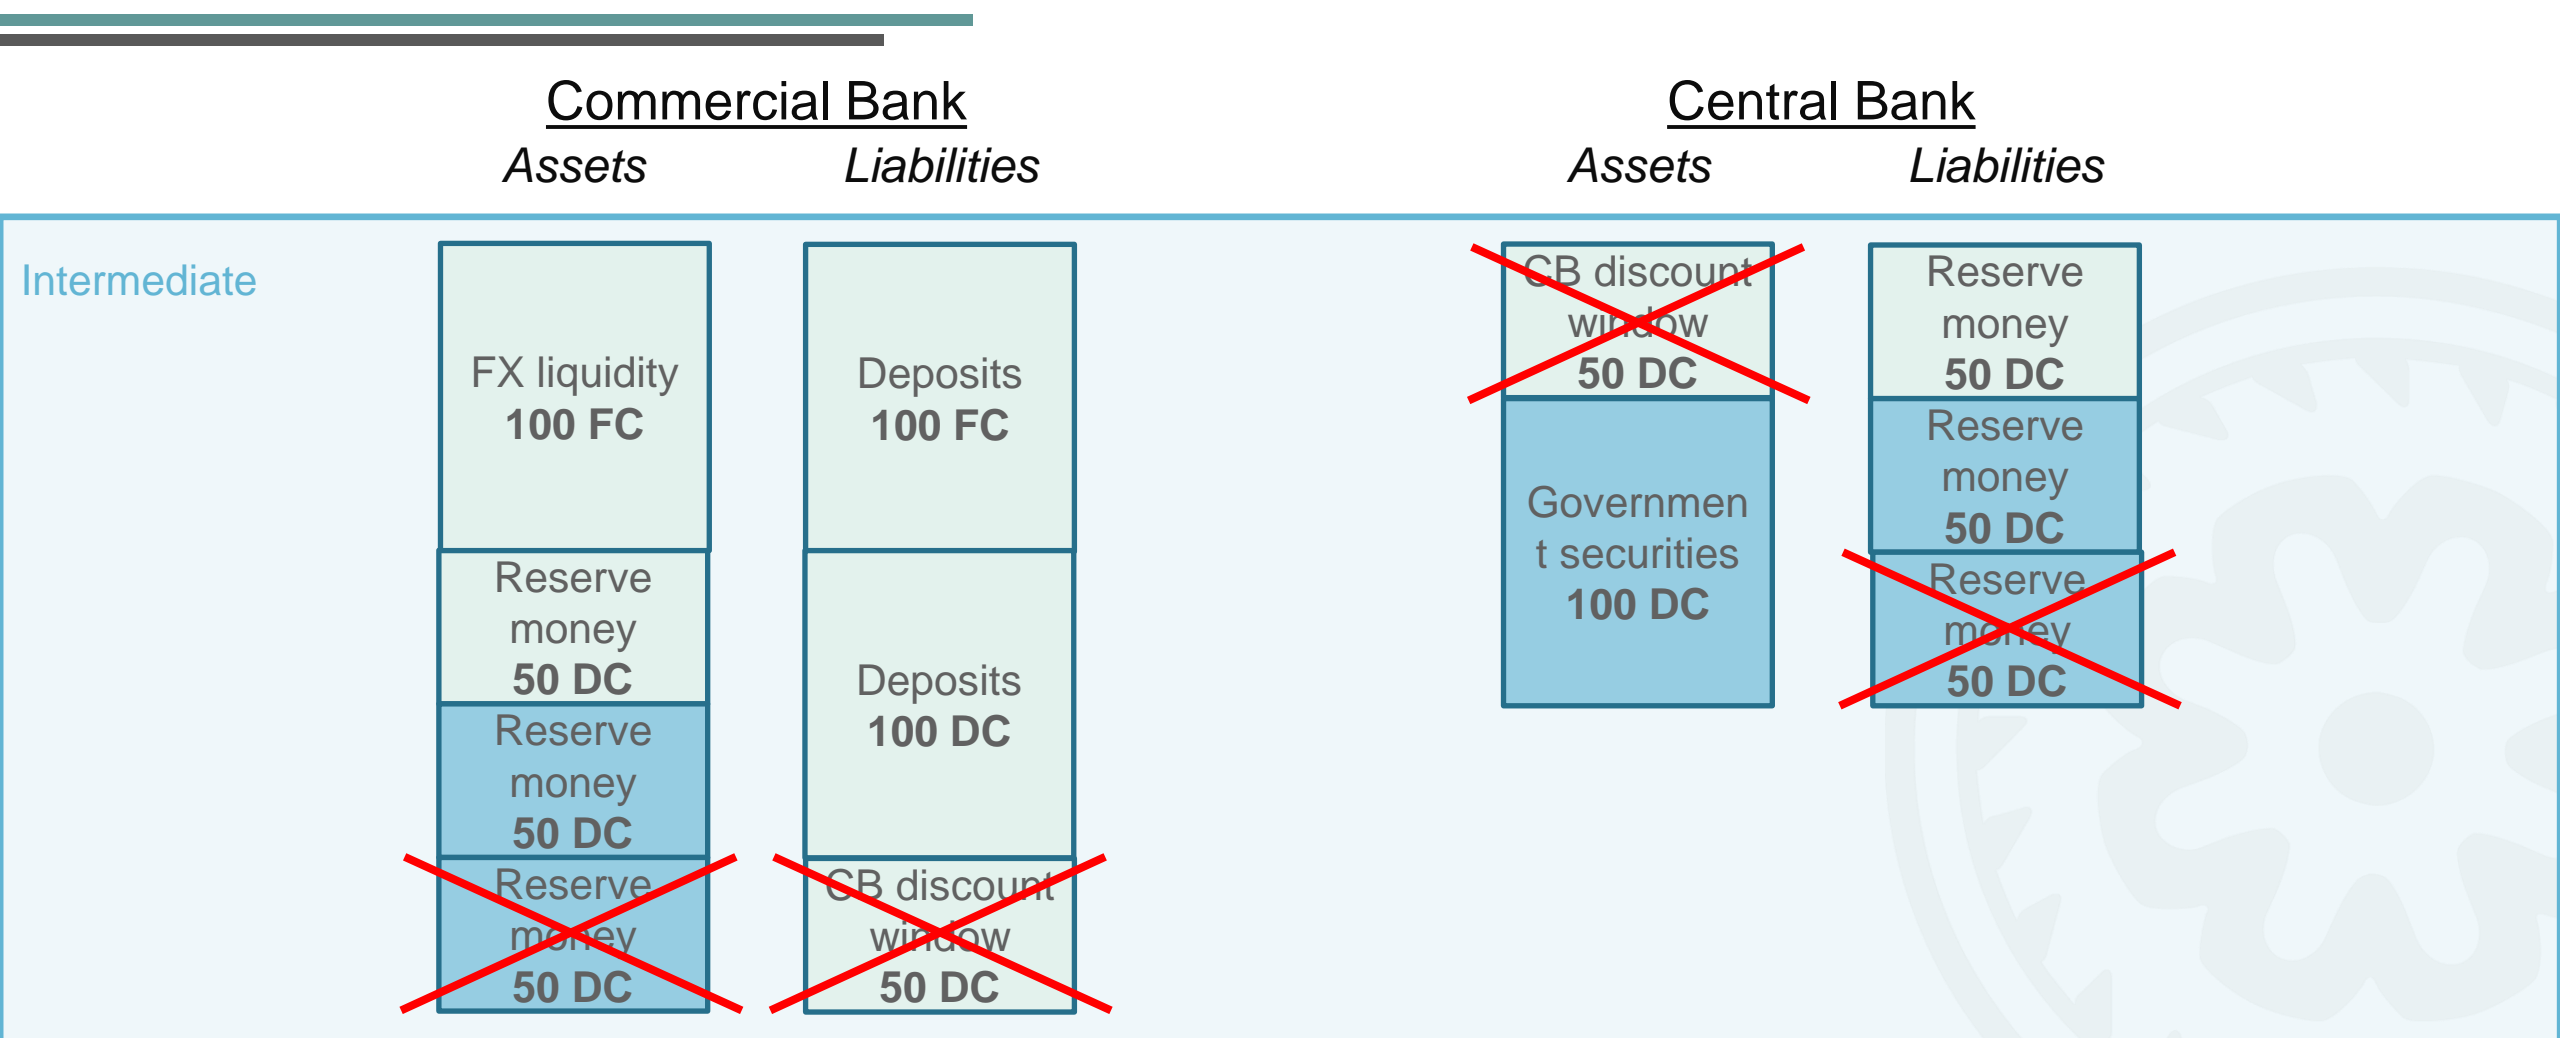 Commercial Bank
Assets
Liabilities
Central Bank
Assets
Liabilities
Intermediate
FX liquidity
100 FC
Reserve
money
50 DC
Reserve
money
50 DC
Reserve
money
50 DC
Deposits
100 FC
Deposits
100 DC
CB discount
window
50 DC
CB discount
window
50 DC
Governmen
t securities
100 DC
Reserve
money
50 DC
Reserve
money
50 DC
Reserve
money
50 DC